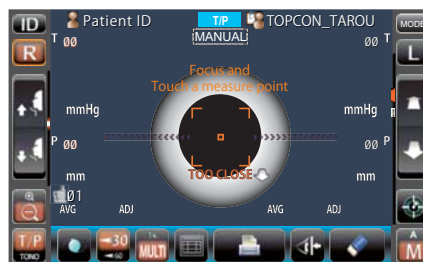 ID Patient ID T/P TOPCON_TAROU MODE
MANUAL
R T 00 00 T L
Focus and
Touch a measure point
mmHg mmHg
P 00 00 P
mm mm
TOO CLOSE
01
AVG ADJ AVG ADJ
T/P TONO 30 60 MULTI A M